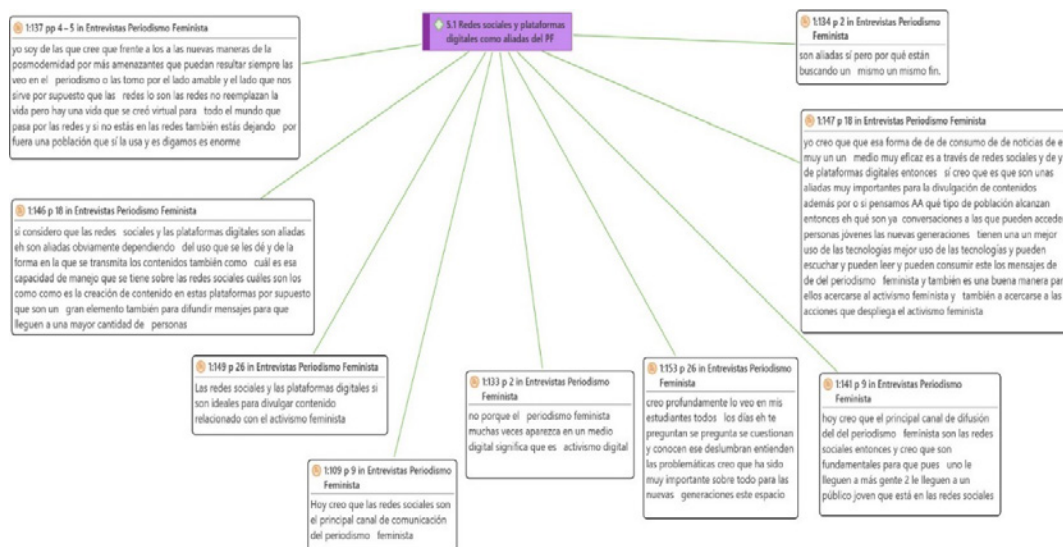 5.1 Redes sociales y plataformas
digitales como aliadas del PF
1:137 pp 4 – 5 in Entrevistas Periodismo
Feminista
yo soy de las que cree que frente a los a las nuevas maneras de la
posmodernidad por más amenazantes que puedan resultar siempre las
veo en el periodismo o las tomo por el lado amable y el lado que nos
sirve por supuesto que las redes lo son las redes no reemplazan la
vida pero hay una vida que se creó virtual para todo el mundo que
pasa por las redes y si no estás en las redes también estás dejando por
fuera una población que sí la usa y es digamos es enorme
1:134 p 2 in Entrevistas Periodismo
Feminista
son aliadas sí pero por qué están
buscando un mismo un mismo fin.
1:147 p 18 in Entrevistas Periodismo Feminista
yo creo que que esa forma de de de consumo de de noticias de e
muy un un medio muy eficaz es a través de redes sociales y de y
de plataformas digitales entonces sí creo que es que son unas
aliadas muy importantes para la divulgación de contenidos
además por o si pensamos AA qué tipo de población alcanzan
entonces eh qué son ya conversaciones a las que pueden accede
personas jóvenes las nuevas generaciones tienen una un mejor
uso de las tecnologías mejor uso de las tecnologías y pueden
escuchar y pueden leer y pueden consumir este los mensajes de
de del periodismo feminista y también es una buena manera par
ellos acercarse al activismo feminista y también a acercarse a las
acciones que despliega el activismo feminista
1:146 p 18 in Entrevistas Periodismo Feminista
si considero que las redes sociales y las plataformas digitales son aliadas
eh son aliadas obviamente dependiendo del uso que se les dé y de la
forma en la que se transmita los contenidos también como cuál es esa
capacidad de manejo que se tiene sobre las redes sociales cuáles son los
como como es la creación de contenido en estas plataformas por supuesto
que son un gran elemento también para difundir mensajes para que
lleguen a una mayor cantidad de personas
1:149 p 26 in Entrevistas Periodismo Feminista
Las redes sociales y las plataformas digitales si
son ideales para divulgar contenido
relacionado con el activismo feminista
1:133 p 2 in Entrevistas Periodismo
Feminista
no porque el periodismo feminista
muchas veces aparezca en un medio
digital significa que es activismo digital
1:153 p 26 in Entrevistas Periodismo
Feminista
creo profundamente lo veo en mis
estudiantes todos los días eh te
preguntan se pregunta se cuestionan
y conocen ese deslumbran entienden
las problemáticas creo que ha sido
muy importante sobre todo para las
nuevas generaciones este espacio
1:141 p 9 in Entrevistas Periodismo
Feminista
hoy creo que el principal canal de difusión
del del periodismo feminista son las redes
sociales entonces y creo que son
fundamentales para que pues uno le
lleguen a más gente 2 le lleguen a un
público joven que está en las redes sociales
1:109 p 9 in Entrevistas Periodismo
Feminista
Hoy creo que las redes sociales son
el principal canal de comunicación
del periodismo feminista